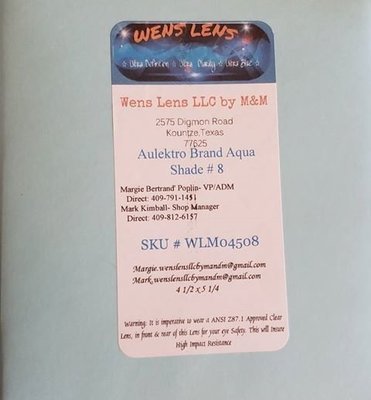 WENS LENS
☆ Ultra Definition ☆ Ultra Clarity ☆ Ultra Blue ☆
Wens Lens LLC by M&M
2575 Digmon Road
Kountze,Texas
77625
Aulektro Brand Aqua
Shade # 8
Margie Bertrand' Poplin- VP/ADM
Direct: 409-791-1451
Mark Kimball- Shop Manager
Direct: 409-812-6157
SKU # WLM04508
Margie.wenslensllcbymandm@gmail.com
Mark.wenslensllcbymandm@gmail.com
4 1/2 x 5 1/4
Warning: It is imperative to wear a ANSI Z87.1 Approved Clear
Lens, in front & rear of this Lens for your eye Safety. This will Insure
High Impact Resistance